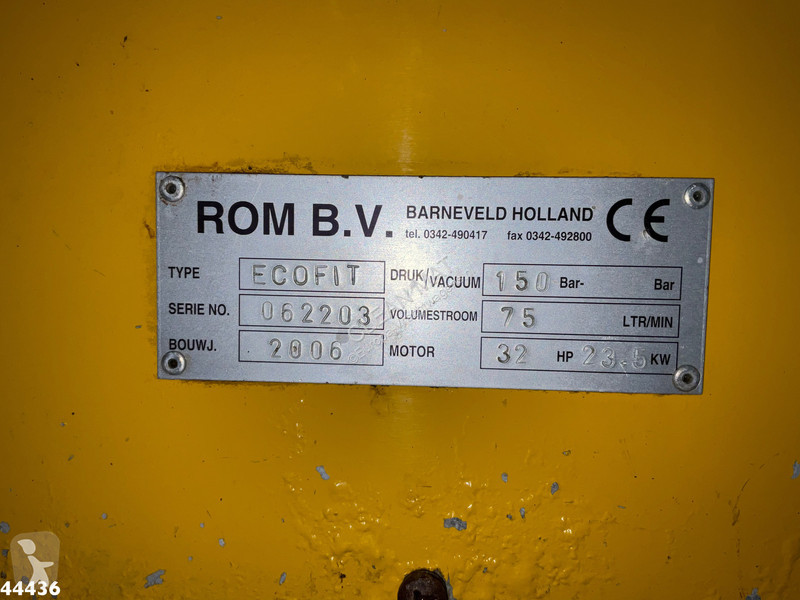 ROM B.V. BARNEVELD HOLLAND CE
tel. 0342-490417 fax 0342-492800
TYPE ECOFIT DRUK/VACUUM 150 Bar- Bar
SERIE NO. 062203 VOLUMESTROOM 75 LTR/MIN
BOUWJ. 2006 MOTOR 32 HP 23.5 KW
44436